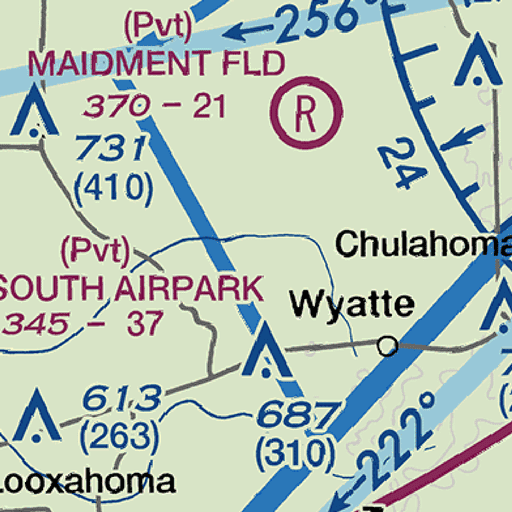 (Pvt)
256°
MAIDMENT FLD
370 - 21
R
731
(410)
24
(Pvt)
Chulahoma
SOUTH AIRPARK
345 - 37
Wyatte
613
(263)
687
(310)
222°
Looxahoma